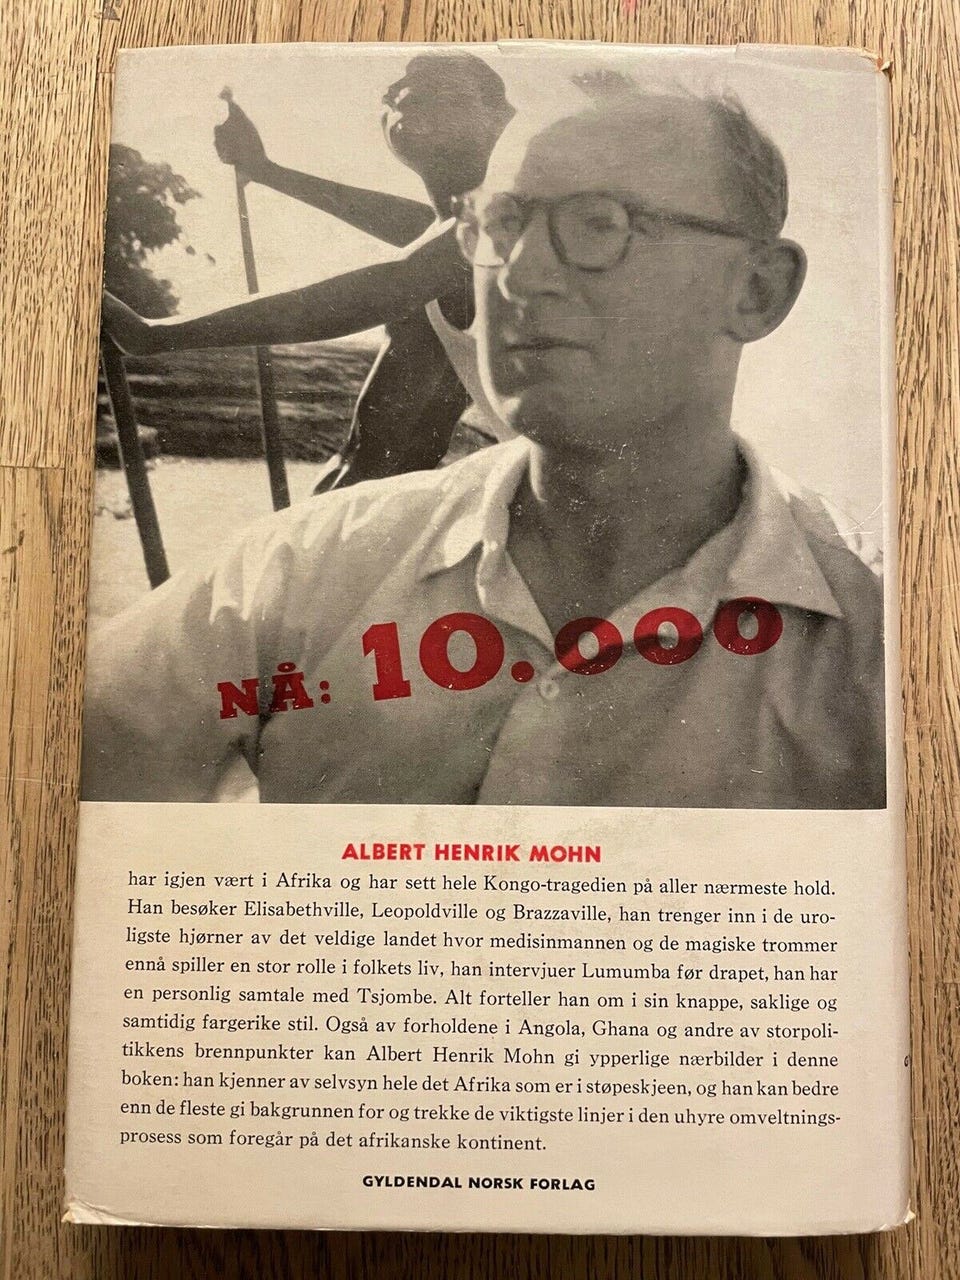 NÅ: 10.000
ALBERT HENRIK MOHN
har igjen vært i Afrika og har sett hele Kongo-tragedien på aller nærmeste hold.
Han besøker Elisabethville, Leopoldville og Brazzaville, han trenger inn i de uro-
ligste hjørner av det veldige landet hvor medisinmannen og de magiske trommer
ennå spiller en stor rolle i folkets liv, han intervjuer Lumumba før drapet, han har
en personlig samtale med Tsjombe. Alt forteller han om i sin knappe, saklige og
samtidig fargerike stil. Også av forholdene i Angola, Ghana og andre av storpoli-
tikkens brennpunkter kan Albert Henrik Mohn gi ypperlige nærbilder i denne
boken: han kjenner av selvsyn hele det Afrika som er i støpeskjeen, og han kan bedre
enn de fleste gi bakgrunnen for og trekke de viktigste linjer i den uhyre omveltnings-
prosess som foregår på det afrikanske kontinent.
GYLDENDAL NORSK FORLAG